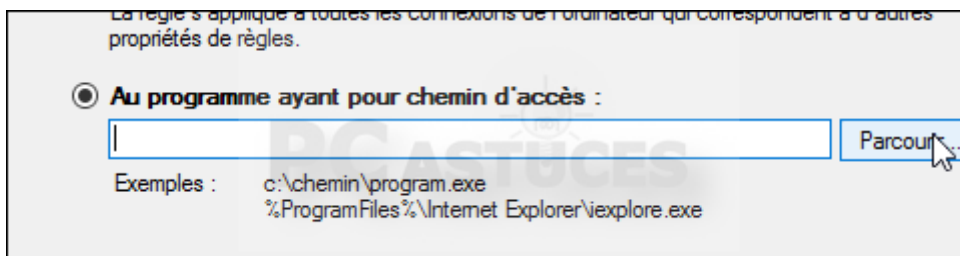 La règle s'applique à toutes les connexions de l'ordinateur qui correspondent à d'autres
propriétés de règles.
Au programme ayant pour chemin d'accès :
Parcourir...
Exemples :
c:\chemin\program.exe
%ProgramFiles%\Internet Explorer\iexplore.exe
PC ASTUCES